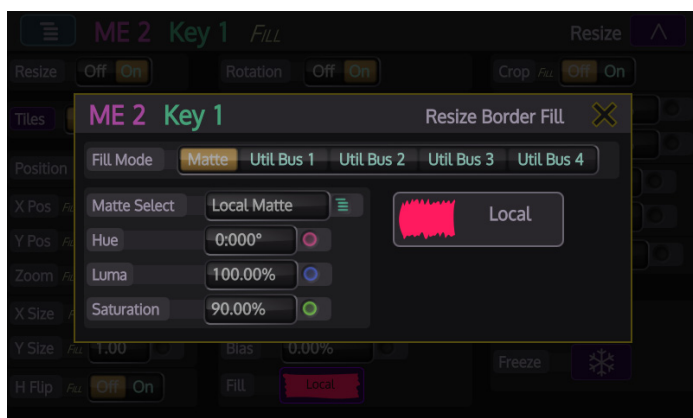 ME 2 Key 1 FILL Resize
Resize Off On Rotation Off On Crop FILL Off On
Tiles
ME 2 Key 1 Resize Border Fill
Position
Fill Mode Matte Util Bus 1 Util Bus 2 Util Bus 3 Util Bus 4
X Pos Matte Select Local Matte Local
Y Pos Hue 0:000°
Zoom Luma 100.00%
X Size Saturation 90.00%
Y Size FILL 1.00 Bias 0.00%
Freeze
H Flip FILL Off On Fill Local